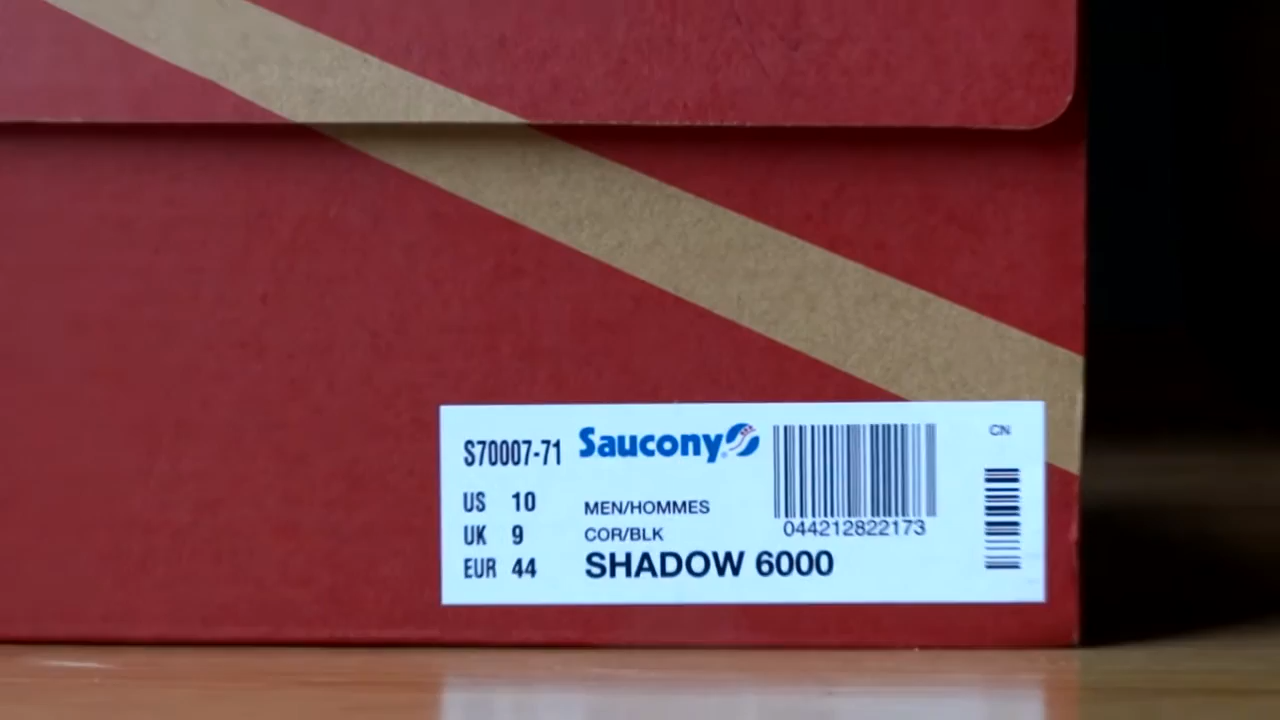 S70007-71 Saucony®
US 10
UK 9
EUR 44
MEN/HOMMES
COR/BLK
SHADOW 6000
044212822173
CN